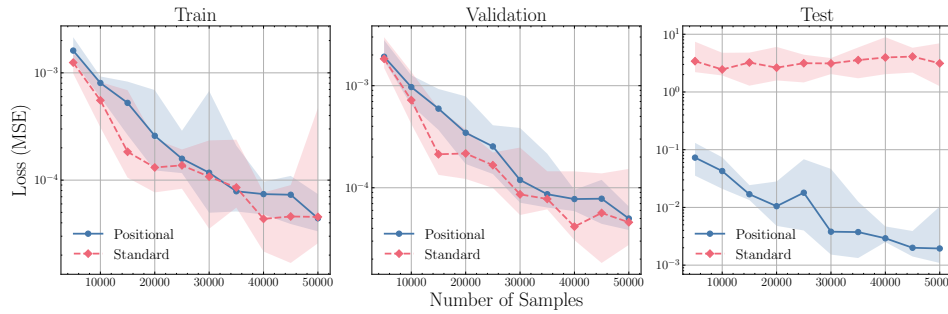 Train
Validation
Test
Loss (MSE)
10⁻³
10⁻⁴
Positional
Standard
10000 20000 30000 40000 50000
10⁻³
10⁻⁴
Positional
Standard
10000 20000 30000 40000 50000
10¹
10⁰
10⁻¹
10⁻²
10⁻³
Positional
Standard
10000 20000 30000 40000 50000
Number of Samples